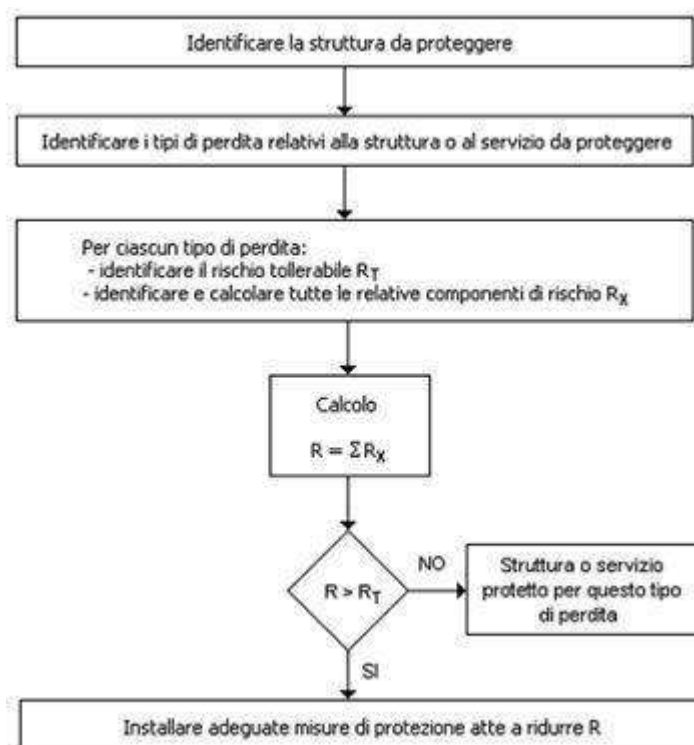 Identificare la struttura da proteggere
Identificare i tipi di perdita relativi alla struttura o al servizio da proteggere
Per ciascun tipo di perdita:
- identificare il rischio tollerabile RT
- identificare e calcolare tutte le relative componenti di rischio RX
Calcolo
R = ΣRX
R > RT
NO
Struttura o servizio
protetto per questo tipo
di perdita
SI
Installare adeguate misure di protezione atte a ridurre R